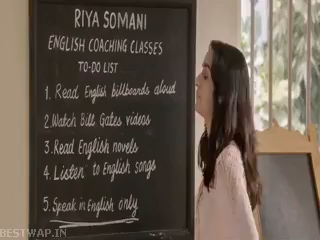 RIYA SOMANI
ENGLISH COACHING CLASSES
TO-DO LIST
1. Read English billboards aloud
2. Watch Bill Gates videos
3. Read English novels
4. Listen to English songs
5. Speak in English only
BESTWAP.IN